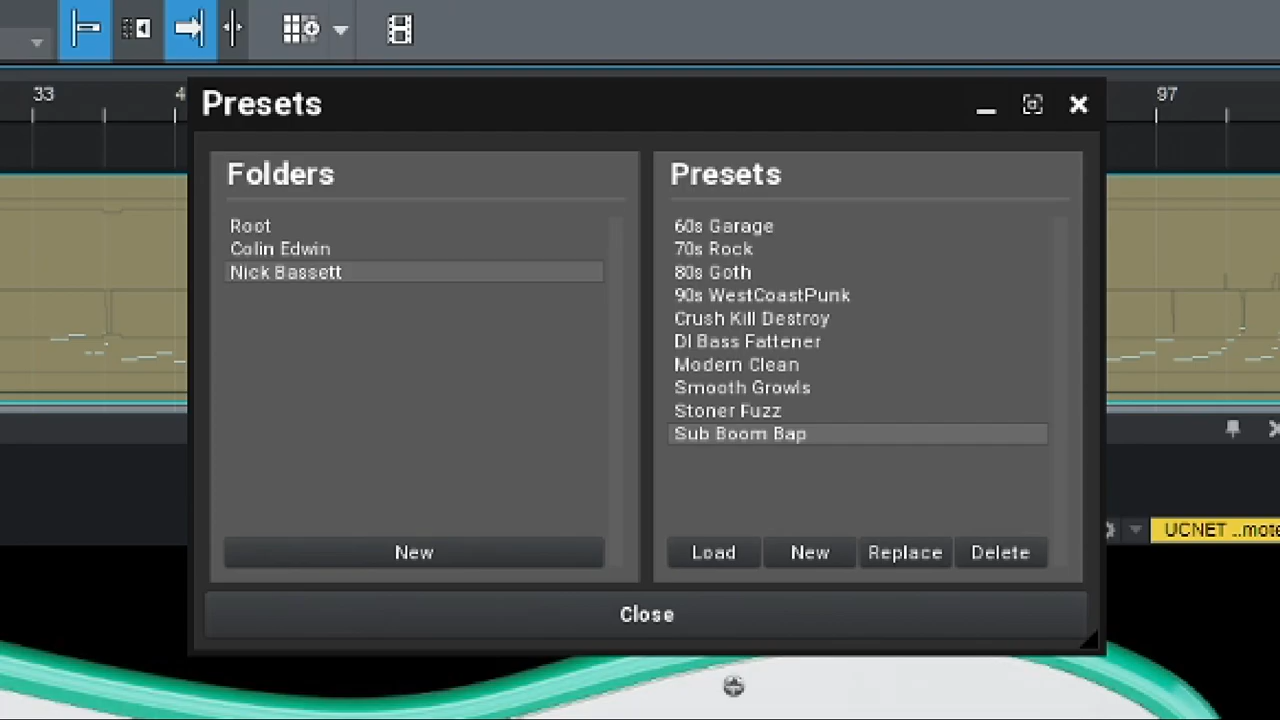 33
4
97
Presets
Folders
Root
Colin Edwin
Nick Bassett
New
Presets
60s Garage
70s Rock
80s Goth
90s WestCoastPunk
Crush Kill Destroy
DI Bass Fattener
Modern Clean
Smooth Growls
Stoner Fuzz
Sub Boom Bap
Load New Replace Delete
Close
UCNET ..mote